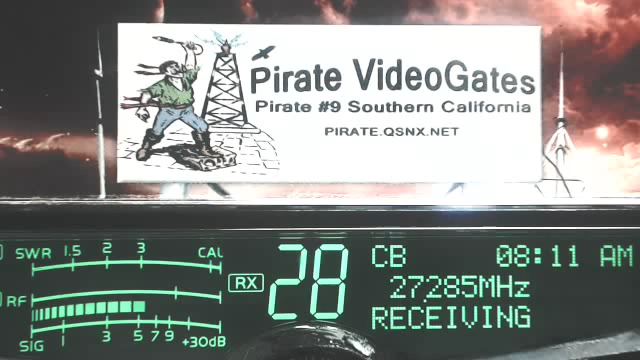 Pirate VideoGates
Pirate #9 Southern California
PIRATE.QSNX.NET
SWR 1.5 2 3 CAL
RF
1 3 5 7 9 +30dB
SIG
RX
28
CB 08:11 AM
27285MHz
RECEIVING